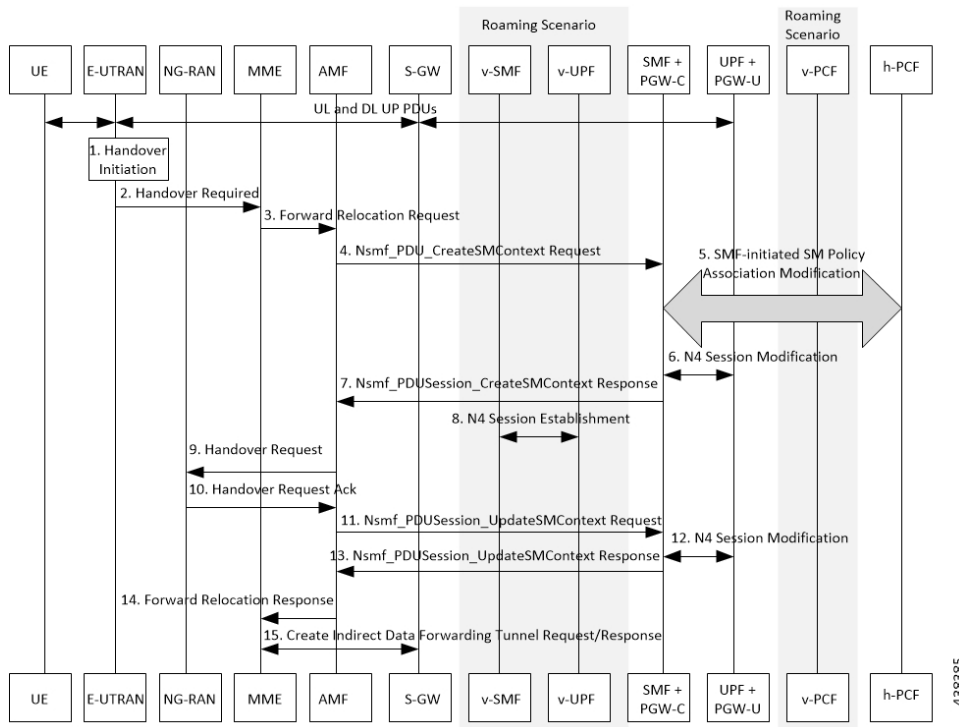 Roaming Scenario
Roaming
Scenario
UE
E-UTRAN
NG-RAN
MME
AMF
S-GW
v-SMF
v-UPF
SMF +
PGW-C
UPF +
PGW-U
v-PCF
h-PCF
UL and DL UP PDUs
1. Handover
Initiation
2. Handover Required
3. Forward Relocation Request
4. Nsmf_PDU_CreateSMContext Request
5. SMF-initiated SM Policy
Association Modification
6. N4 Session Modification
7. Nsmf_PDUSession_CreateSMContext Response
8. N4 Session Establishment
9. Handover Request
10. Handover Request Ack
11. Nsmf_PDUSession_UpdateSMContext Request
12. N4 Session Modification
13. Nsmf_PDUSession_UpdateSMContext Response
14. Forward Relocation Response
15. Create Indirect Data Forwarding Tunnel Request/Response
UE
E-UTRAN
NG-RAN
MME
AMF
S-GW
v-SMF
v-UPF
SMF +
PGW-C
UPF +
PGW-U
v-PCF
h-PCF
438385